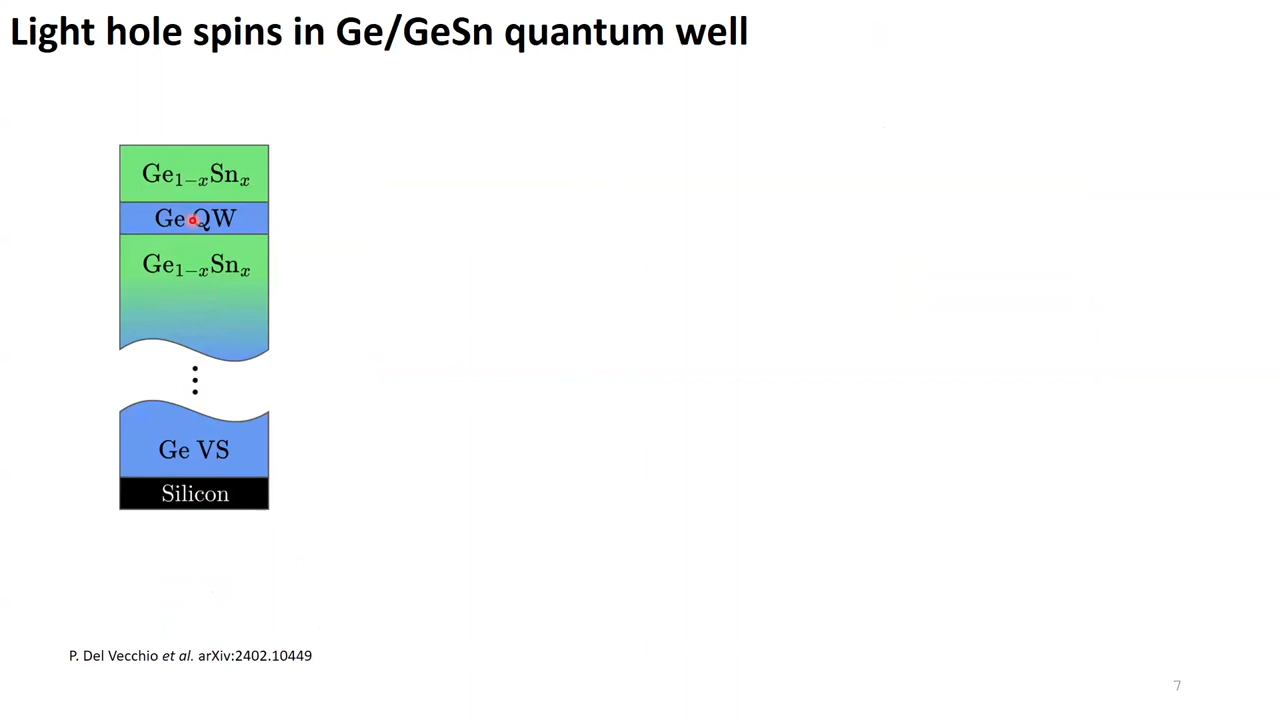 Light hole spins in Ge/GeSn quantum well
Ge₁₋ₓSnₓ
Ge QW
Ge₁₋ₓSnₓ
Ge VS
Silicon
P. Del Vecchio et al. arXiv:2402.10449
7